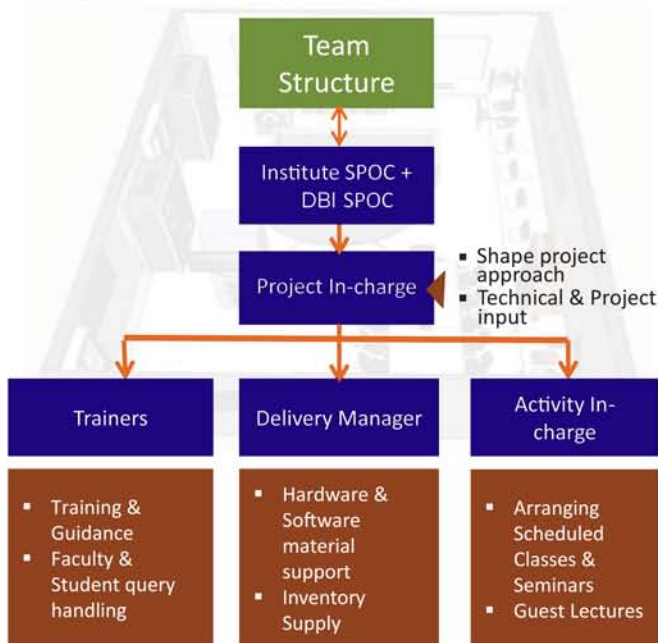 Team
Structure
Institute SPOC +
DBI SPOC
Project In-charge
▪ Shape project
approach
▪ Technical & Project
input
Trainers
Delivery Manager
Activity In-
charge
▪ Training &
Guidance
▪ Faculty &
Student query
handling
▪ Hardware &
Software
material
support
▪ Inventory
Supply
▪ Arranging
Scheduled
Classes &
Seminars
▪ Guest Lectures